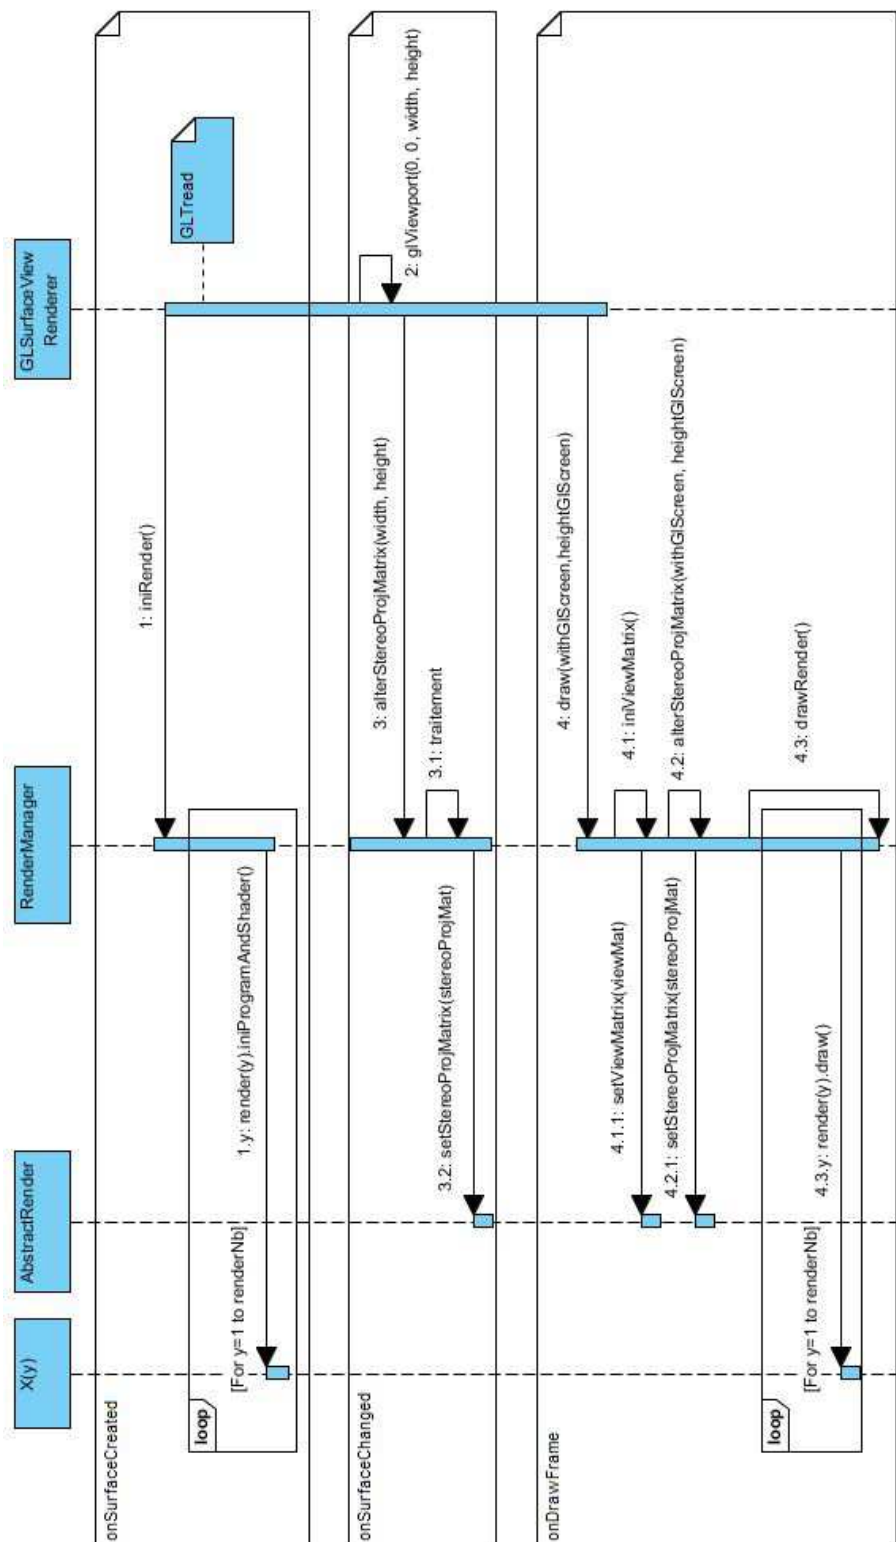 X(y)
AbstractRender
RenderManager
GLSurfaceView
Renderer
onSurfaceCreated
GLTread
1: iniRender()
loop
[For y=1 to renderNb]
1.y: render(y).iniProgramAndShader()
onSurfaceChanged
2: glViewport(0, 0, width, height)
3: alterStereoProjMatrix(width, height)
3.1: traitement
3.2: setStereoProjMatrix(stereoProjMat)
onDrawFrame
4: draw(withGlScreen,heightGlScreen)
4.1: iniViewMatrix()
4.1.1: setViewMatrix(viewMat)
4.2: alterStereoProjMatrix(withGlScreen, heightGlScreen)
4.2.1: setStereoProjMatrix(stereoProjMat)
4.3: drawRender()
loop
[For y=1 to renderNb]
4.3.y: render(y).draw()